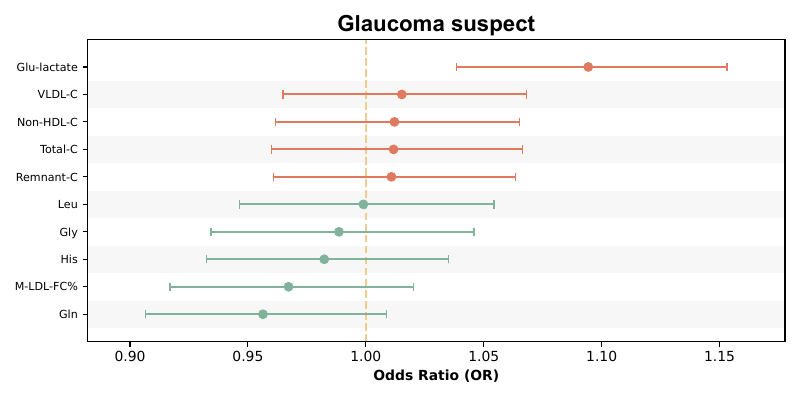 Glaucoma suspect
Glu-lactate
VLDL-C
Non-HDL-C
Total-C
Remnant-C
Leu
Gly
His
M-LDL-FC%
Gln
0.90 0.95 1.00 1.05 1.10 1.15
Odds Ratio (OR)